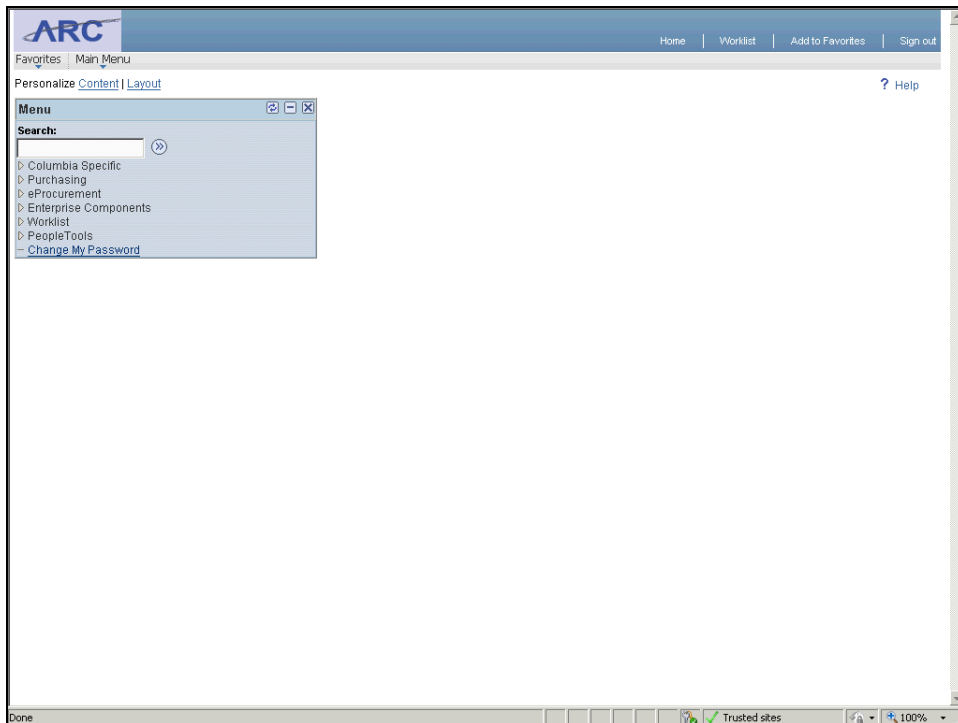 ARC
Home | Worklist | Add to Favorites | Sign out
Favorites Main Menu
Personalize Content | Layout
? Help
Menu
Search:
Columbia Specific
Purchasing
eProcurement
Enterprise Components
Worklist
PeopleTools
Change My Password
Done Trusted sites 100%